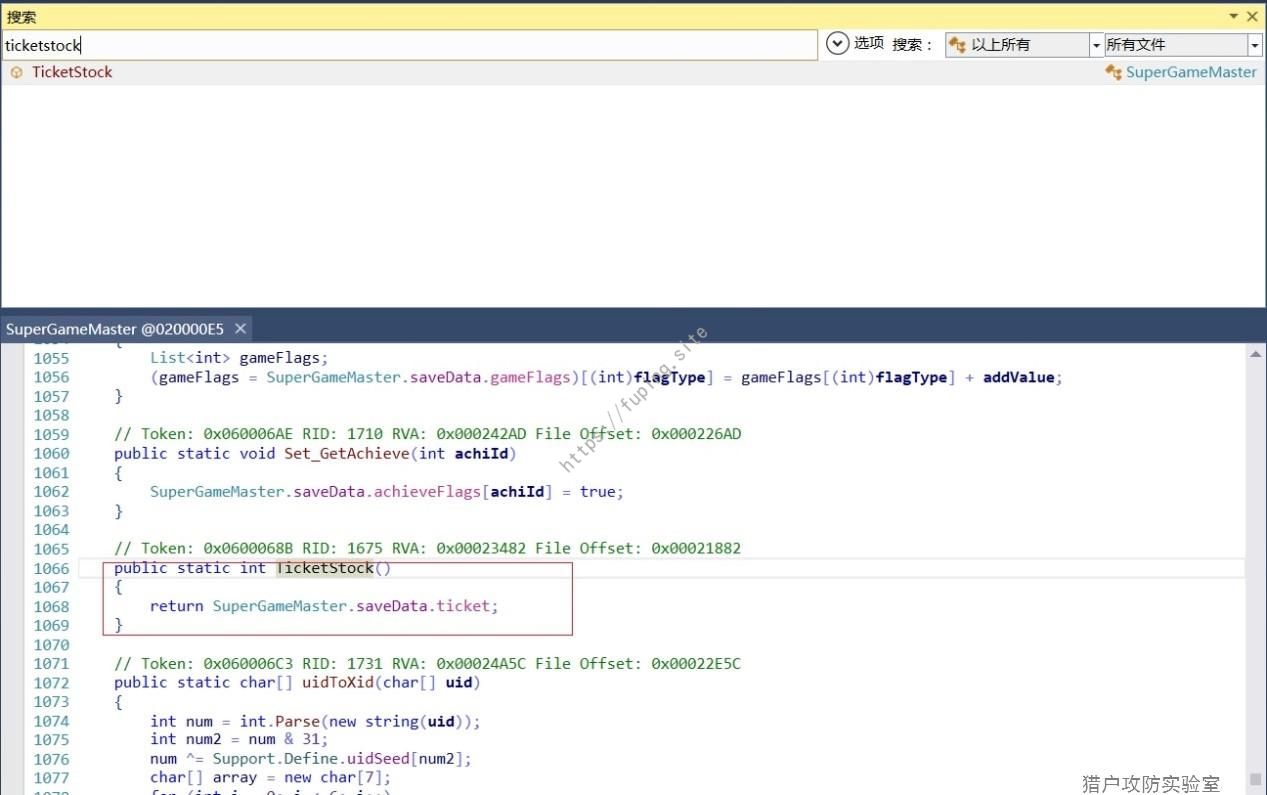 搜索
ticketstock
选项 搜索： 以上所有 所有文件
TicketStock SuperGameMaster
SuperGameMaster @020000E5
1055 List<int> gameFlags;
1056 (gameFlags = SuperGameMaster.saveData.gameFlags)[(int)flagType] = gameFlags[(int)flagType] + addValue;
1057 }
1058
1059 // Token: 0x060006AE RID: 1710 RVA: 0x000242AD File Offset: 0x000226AD
1060 public static void Set_GetAchieve(int achiId)
1061 {
1062 SuperGameMaster.saveData.achieveFlags[achiId] = true;
1063 }
1064
1065 // Token: 0x0600068B RID: 1675 RVA: 0x00023482 File Offset: 0x00021882
1066 public static int TicketStock()
1067 {
1068 return SuperGameMaster.saveData.ticket;
1069 }
1070
1071 // Token: 0x060006C3 RID: 1731 RVA: 0x00024A5C File Offset: 0x00022E5C
1072 public static char[] uidToXid(char[] uid)
1073 {
1074 int num = int.Parse(new string(uid));
1075 int num2 = num & 31;
1076 num ^= Support.Define.uidSeed[num2];
1077 char[] array = new char[7];
https://fuping.site
猎户攻防实验室